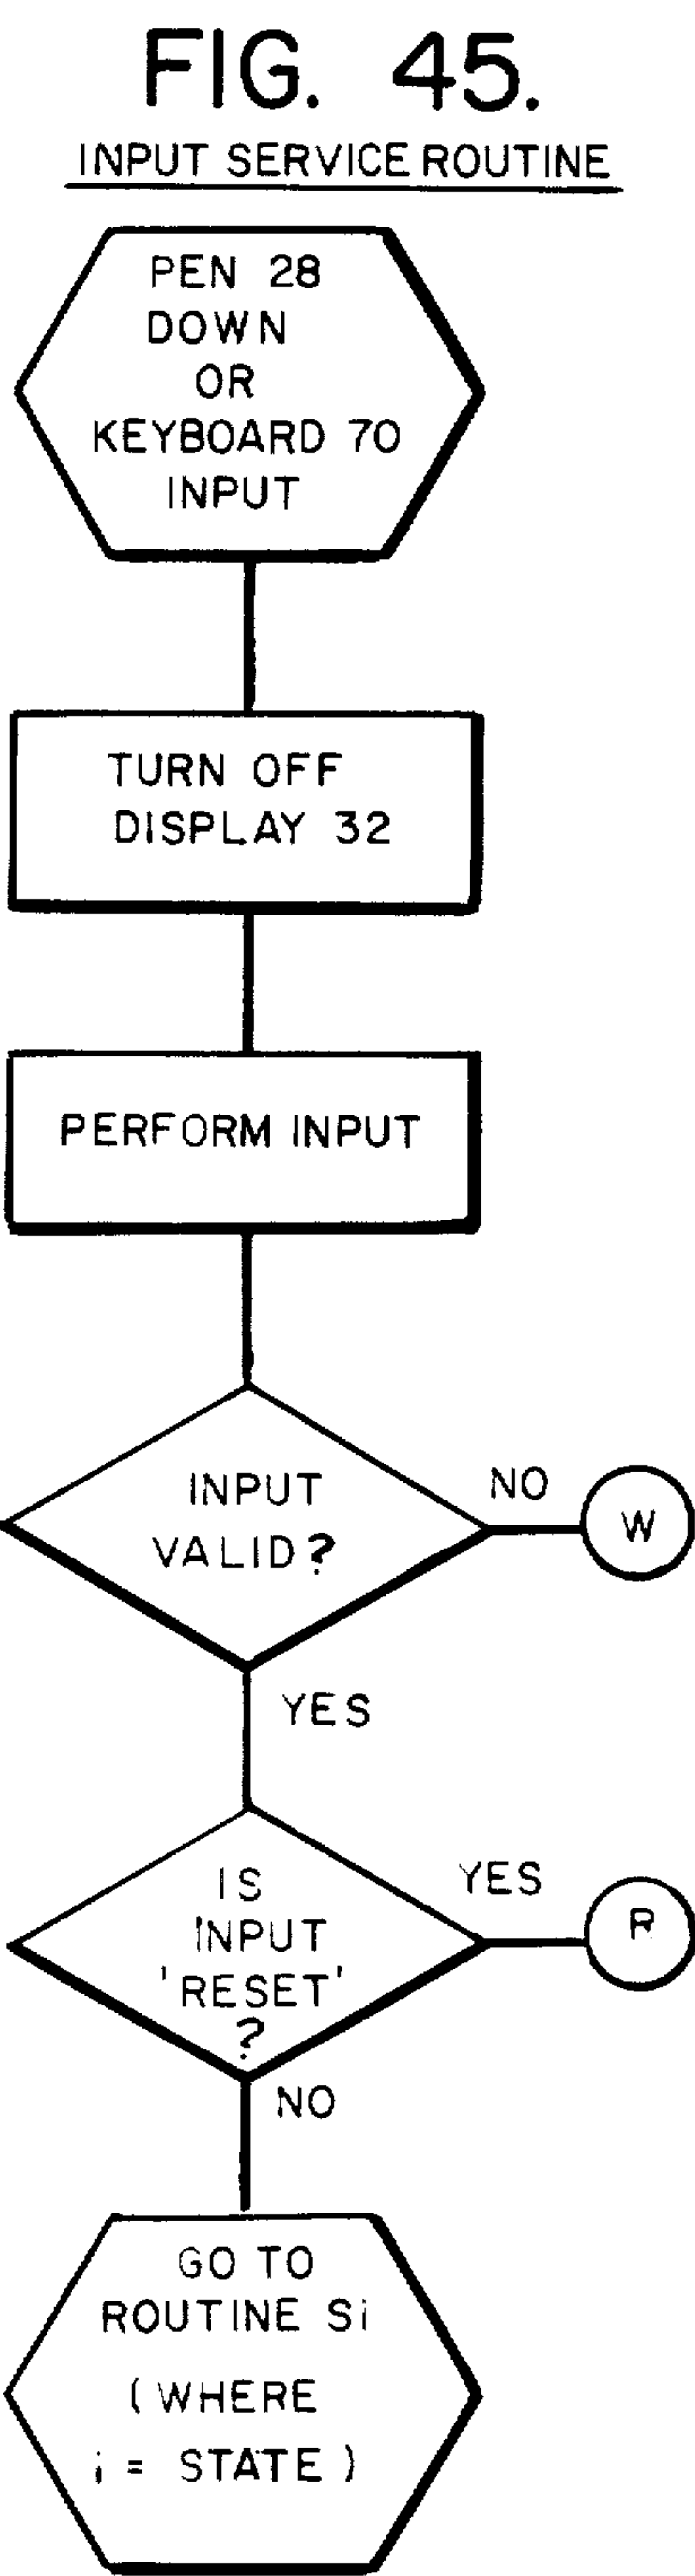 FIG. 45.
INPUT SERVICE ROUTINE
PEN 28
DOWN
OR
KEYBOARD 70
INPUT
TURN OFF
DISPLAY 32
PERFORM INPUT
INPUT
VALID?
NO
W
YES
IS
INPUT
'RESET'
?
YES
R
NO
GO TO
ROUTINE Si
(WHERE
i = STATE)